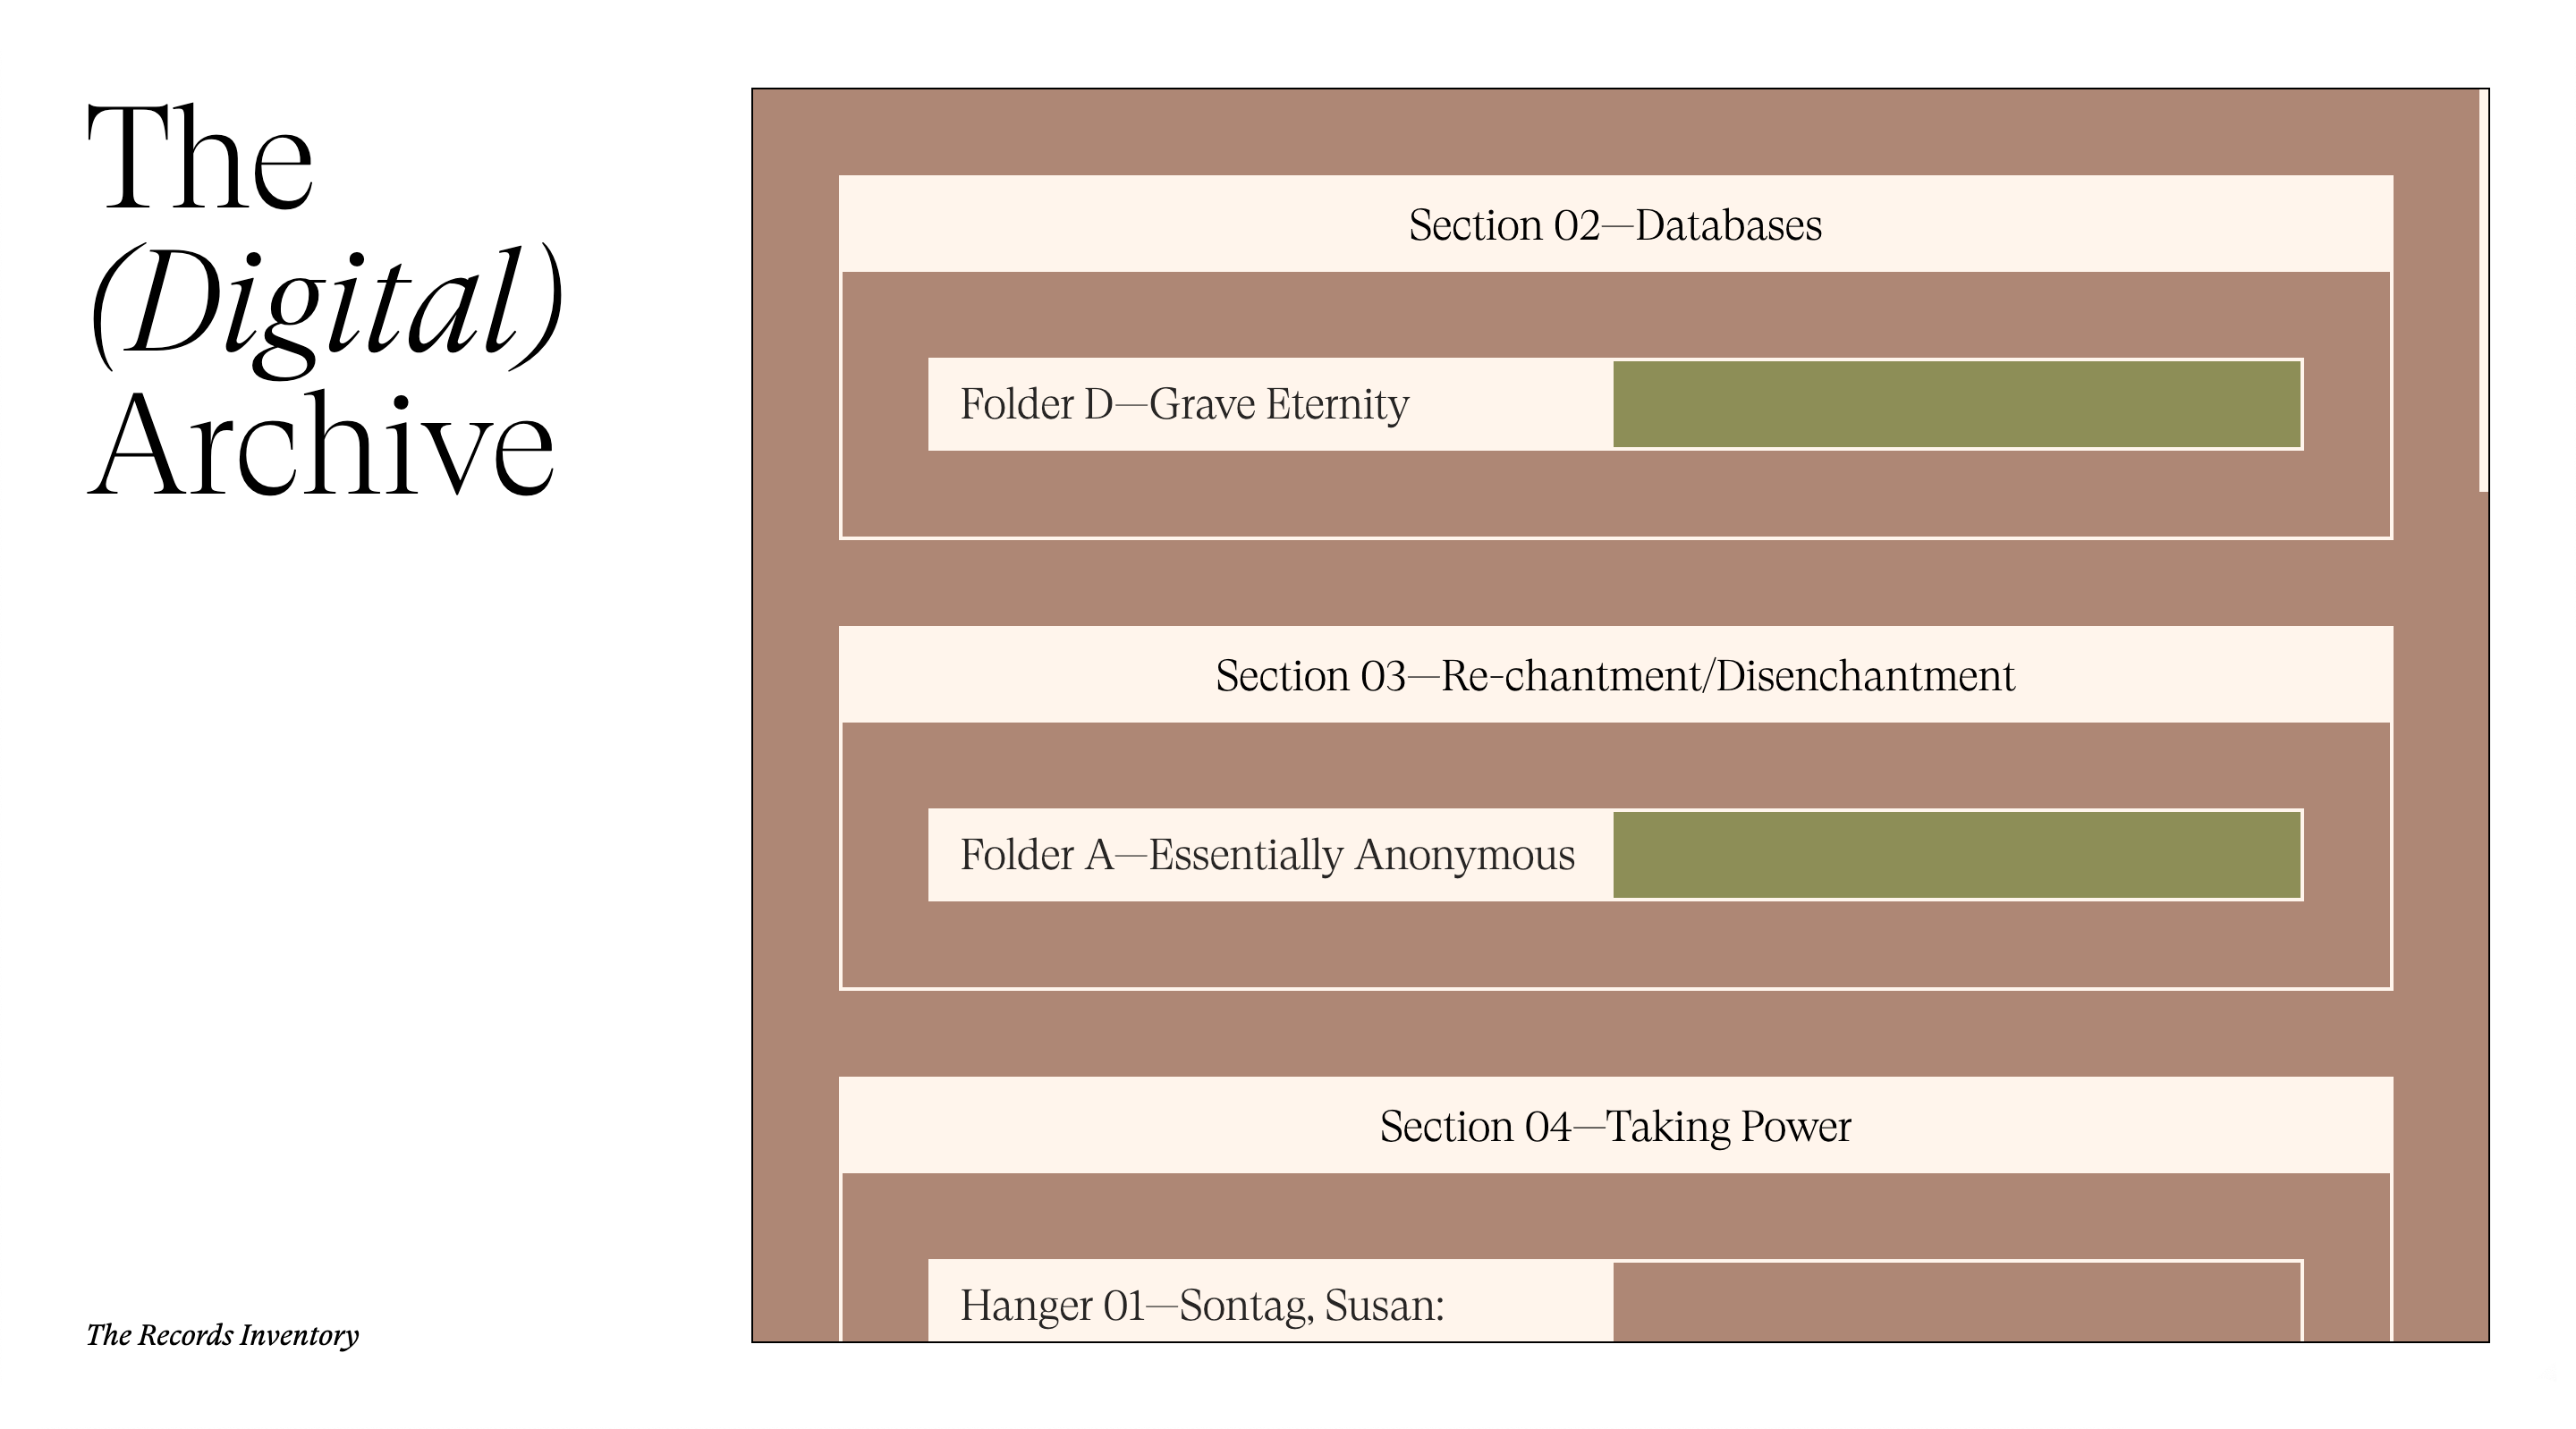 The
(Digital)
Archive
Section 02—Databases
Folder D—Grave Eternity
Section 03—Re-chantment/Disenchantment
Folder A—Essentially Anonymous
Section 04—Taking Power
Hanger 01—Sontag, Susan:
The Records Inventory